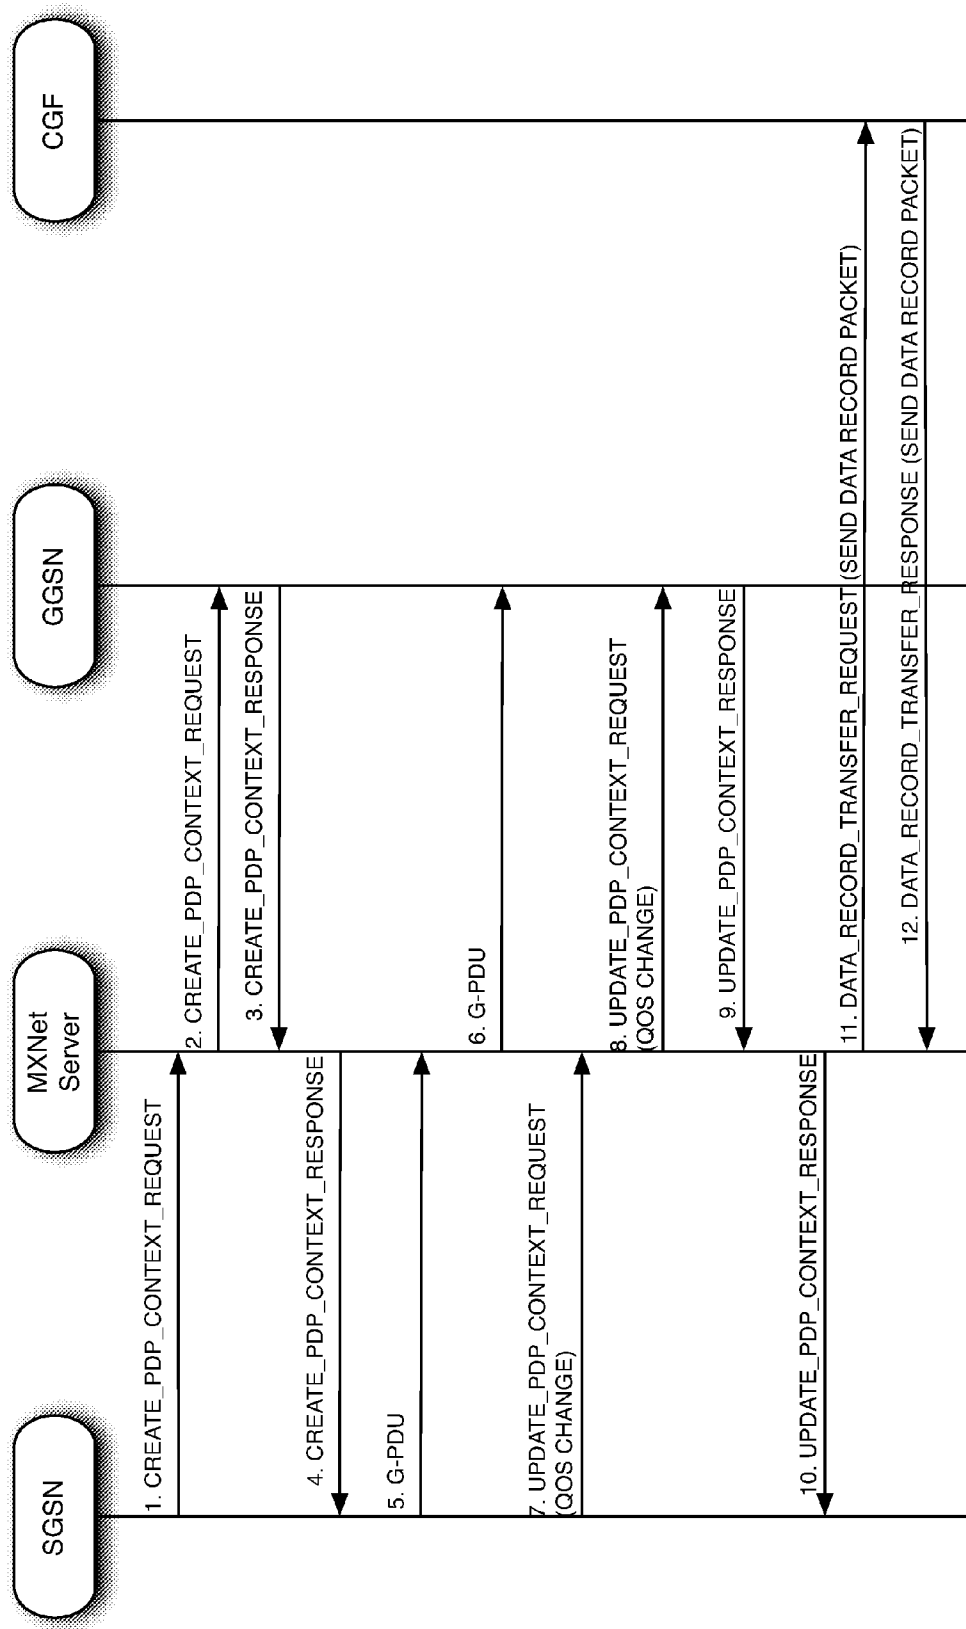 SGSN
MXNet
Server
GGSN
CGF
1. CREATE_PDP_CONTEXT_REQUEST
2. CREATE_PDP_CONTEXT_REQUEST
3. CREATE_PDP_CONTEXT_RESPONSE
4. CREATE_PDP_CONTEXT_RESPONSE
5. G-PDU
6. G-PDU
7. UPDATE_PDP_CONTEXT_REQUEST
(QOS CHANGE)
8. UPDATE_PDP_CONTEXT_REQUEST
(QOS CHANGE)
9. UPDATE_PDP_CONTEXT_RESPONSE
10. UPDATE_PDP_CONTEXT_RESPONSE
11. DATA_RECORD_TRANSFER_REQUEST (SEND DATA RECORD PACKET)
12. DATA_RECORD_TRANSFER_RESPONSE (SEND DATA RECORD PACKET)